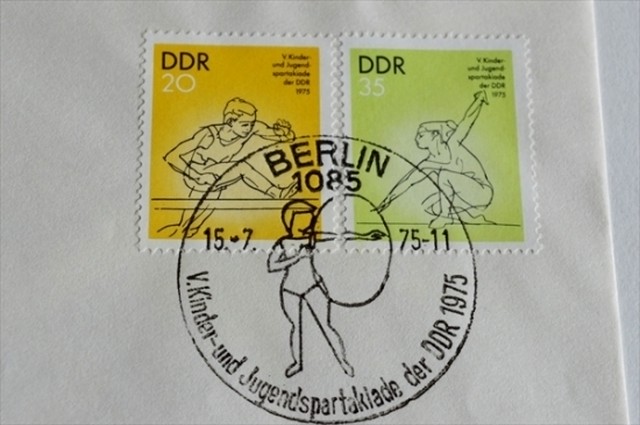 DDR
20
V. Kinder-
und Jugend-
spartakiade
der DDR
1975
DDR
35
V. Kinder-
und Jugend-
spartakiade
der DDR
1975
BERLIN
1085
15.-7. 75-11
V. Kinder-und Jugendspartakiade der DDR 1975